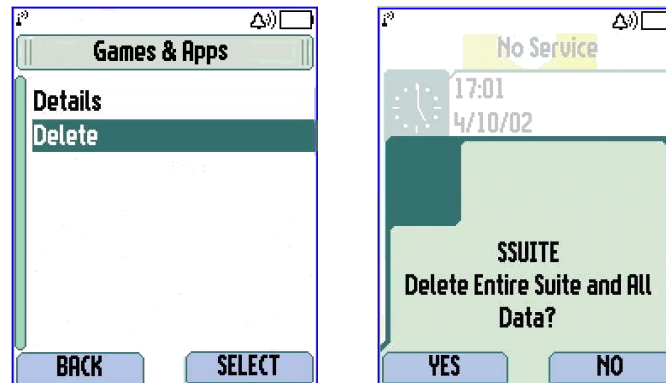 Games & Apps
Details
Delete
BACK
SELECT
No Service
17:01
4/10/02
SSUITE
Delete Entire Suite and All
Data?
YES
NO